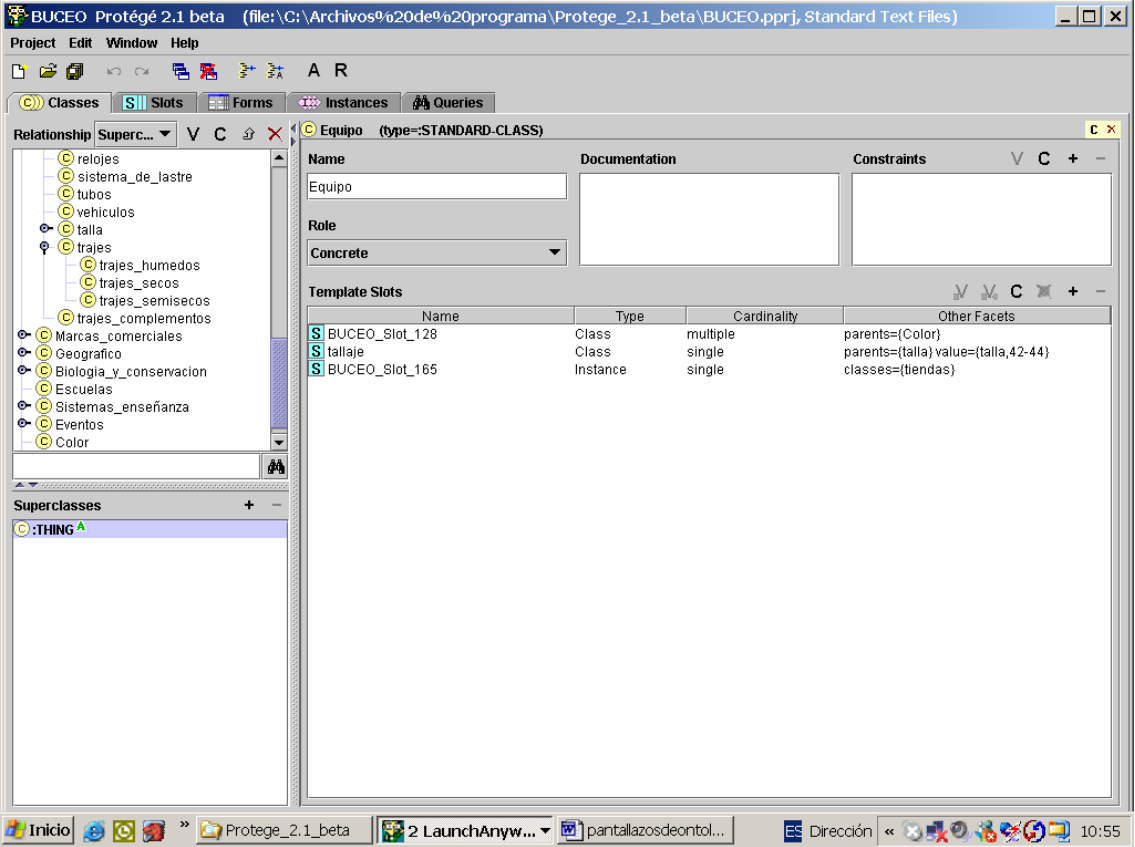 BUCEO Protégé 2.1 beta (file:\C:\Archivos%20de%20programa\Protege_2.1_beta\BUCEO.pprj, Standard Text Files)
Project Edit Window Help
A R
C Classes S Slots Forms Instances Queries
Relationship Superc... V C
C relojes
C sistema_de_lastre
C tubos
C vehiculos
C talla
C trajes
C trajes_humedos
C trajes_secos
C trajes_semisecos
C trajes_complementos
C Marcas_comerciales
C Geografico
C Biologia_y_conservacion
C Escuelas
C Sistemas_enseñanza
C Eventos
C Color
Superclasses + -
C :THING A
C Equipo (type=:STANDARD-CLASS) C x
Name Documentation Constraints V C + -
Equipo
Role
Concrete
Template Slots V V C + -
Name Type Cardinality Other Facets
S BUCEO_Slot_128 Class multiple parents={Color}
S tallaje Class single parents={talla} value={talla,42-44}
S BUCEO_Slot_165 Instance single classes={tiendas}
Inicio » Protege_2.1_beta 2 LaunchAnyw... pantallazosdeontol... ES Dirección « 10:55